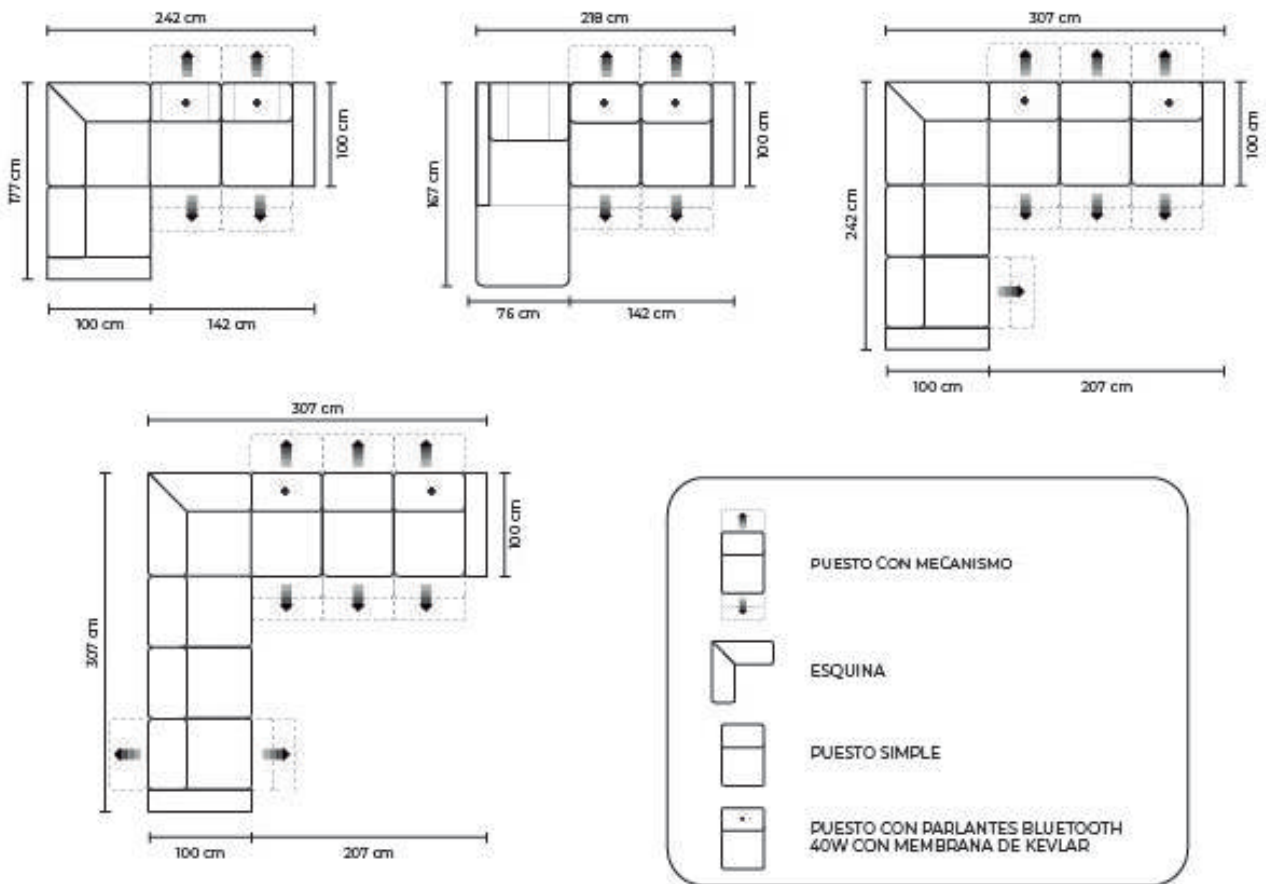 242 cm
177 cm
100 cm
100 cm
142 cm
218 cm
167 cm
100 cm
76 cm
142 cm
307 cm
242 cm
100 cm
100 cm
207 cm
307 cm
307 cm
100 cm
100 cm
207 cm
PUESTO CON MECANISMO
ESQUINA
PUESTO SIMPLE
PUESTO CON PARLANTES BLUETOOTH
40W CON MEMBRANA DE KEVLAR